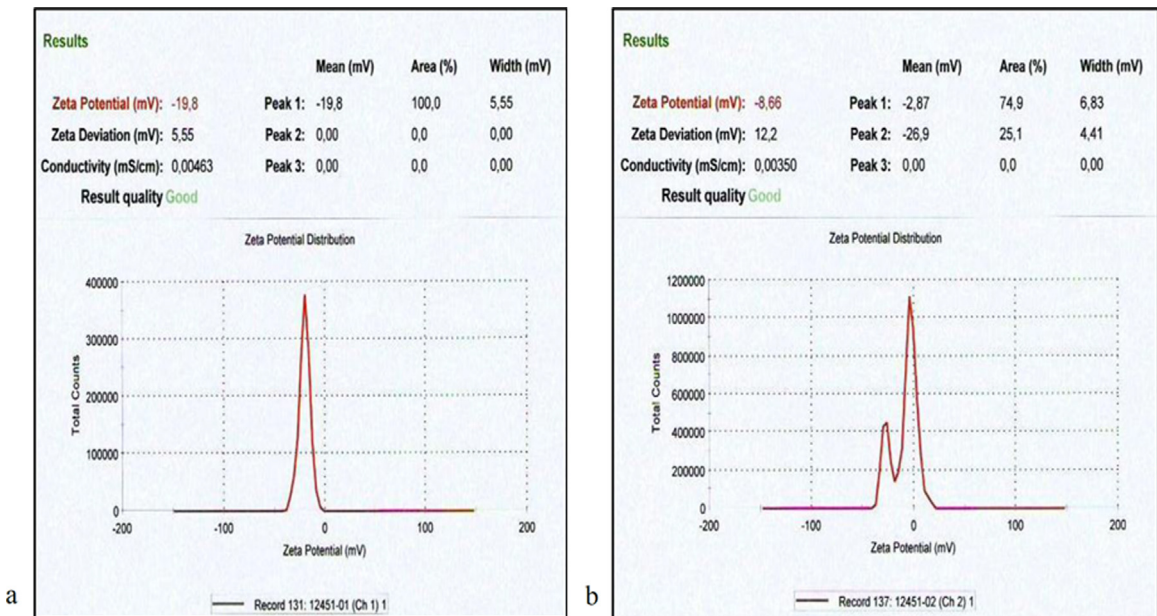 Results
Mean (mV) Area (%) Width (mV)
Zeta Potential (mV): -19,8 Peak 1: -19,8 100,0 5,55
Zeta Deviation (mV): 5,55 Peak 2: 0,00 0,0 0,00
Conductivity (mS/cm): 0,00463 Peak 3: 0,00 0,0 0,00
Result quality Good
Zeta Potential Distribution
400000
300000
200000
100000
0
Total Counts
-200 -100 0 100 200
Zeta Potential (mV)
Record 131: 12451-01 (Ch 1) 1
a
Results
Mean (mV) Area (%) Width (mV)
Zeta Potential (mV): -8,66 Peak 1: -2,87 74,9 6,83
Zeta Deviation (mV): 12,2 Peak 2: -26,9 25,1 4,41
Conductivity (mS/cm): 0,00350 Peak 3: 0,00 0,0 0,00
Result quality Good
Zeta Potential Distribution
1200000
1000000
800000
600000
400000
200000
0
Total Counts
-200 -100 0 100 200
Zeta Potential (mV)
Record 137: 12451-02 (Ch 2) 1
b